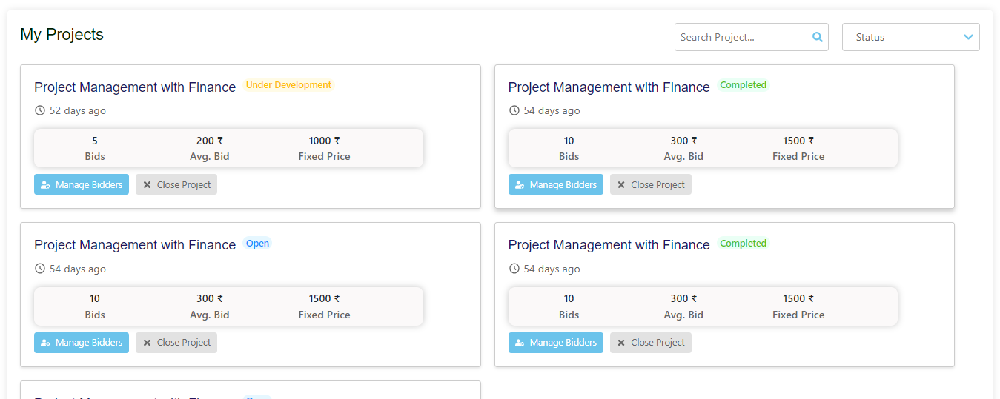 My Projects
Search Project...
Status
Project Management with Finance Under Development
52 days ago
5 200 ₹ 1000 ₹
Bids Avg. Bid Fixed Price
Manage Bidders Close Project
Project Management with Finance Completed
54 days ago
10 300 ₹ 1500 ₹
Bids Avg. Bid Fixed Price
Manage Bidders Close Project
Project Management with Finance Open
54 days ago
10 300 ₹ 1500 ₹
Bids Avg. Bid Fixed Price
Manage Bidders Close Project
Project Management with Finance Completed
54 days ago
10 300 ₹ 1500 ₹
Bids Avg. Bid Fixed Price
Manage Bidders Close Project